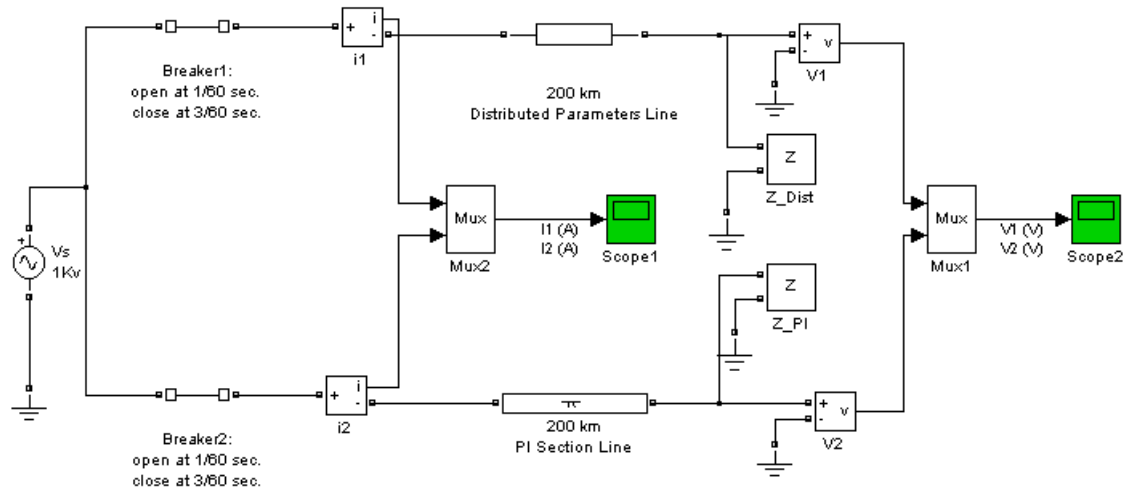 +
i
-
i1
Breaker1:
open at 1/60 sec.
close at 3/60 sec.
200 km
Distributed Parameters Line
+
-
v
V1
Z
Z_Dist
Mux
Mux2
I1 (A)
I2 (A)
Scope1
Mux
Mux1
V1 (V)
V2 (V)
Scope2
+
Vs
1Kv
Z
Z_PI
+
i
-
i2
200 km
PI Section Line
+
-
v
V2
Breaker2:
open at 1/60 sec.
close at 3/60 sec.